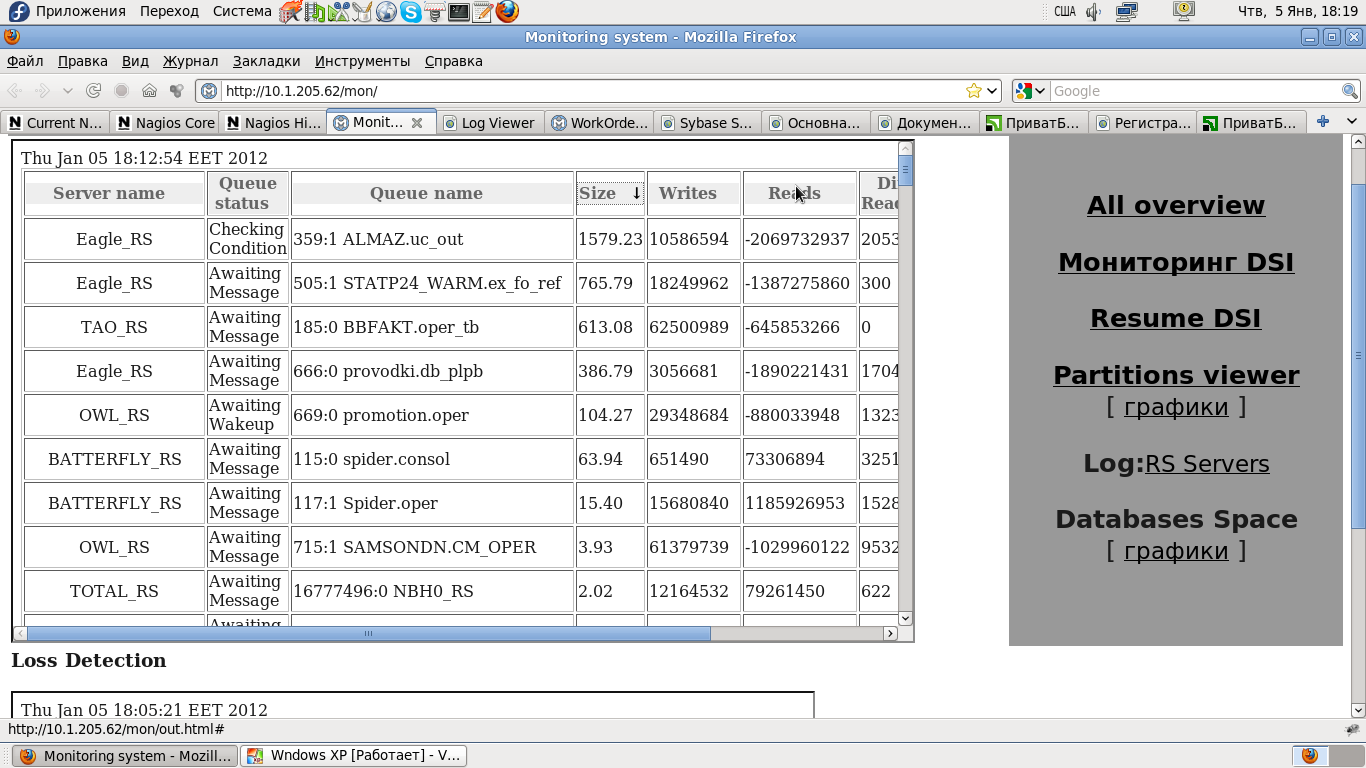 Приложения Переход Система США Чтв, 5 Янв, 18:19
Monitoring system - Mozilla Firefox
Файл Правка Вид Журнал Закладки Инструменты Справка
http://10.1.205.62/mon/ Google
Current N... Nagios Core Nagios Hi... Monit... Log Viewer WorkOrde... Sybase S... Основна... Докумен... ПриватБ... Регистра... ПриватБ...
Thu Jan 05 18:12:54 EET 2012
Server name Queue status Queue name Size ↓ Writes Reads
Eagle_RS Checking Condition 359:1 ALMAZ.uc_out 1579.23 10586594 -2069732937 2053
Eagle_RS Awaiting Message 505:1 STATP24_WARM.ex_fo_ref 765.79 18249962 -1387275860 300
TAO_RS Awaiting Message 185:0 BBFAKT.oper_tb 613.08 62500989 -645853266 0
Eagle_RS Awaiting Message 666:0 provodki.db_plpb 386.79 3056681 -1890221431 1704
OWL_RS Awaiting Wakeup 669:0 promotion.oper 104.27 29348684 -880033948 1323
BATTERFLY_RS Awaiting Message 115:0 spider.consol 63.94 651490 73306894 3251
BATTERFLY_RS Awaiting Message 117:1 Spider.oper 15.40 15680840 1185926953 1528
OWL_RS Awaiting Message 715:1 SAMSONDN.CM_OPER 3.93 61379739 -1029960122 9532
TOTAL_RS Awaiting Message 16777496:0 NBH0_RS 2.02 12164532 79261450 622
Awaiting
Loss Detection
Thu Jan 05 18:05:21 EET 2012
All overview
Мониторинг DSI
Resume DSI
Partitions viewer
[ графики ]
Log:RS Servers
Databases Space
[ графики ]
http://10.1.205.62/mon/out.html#
Monitoring system - Mozill... Wndows XP [Работает] - V...